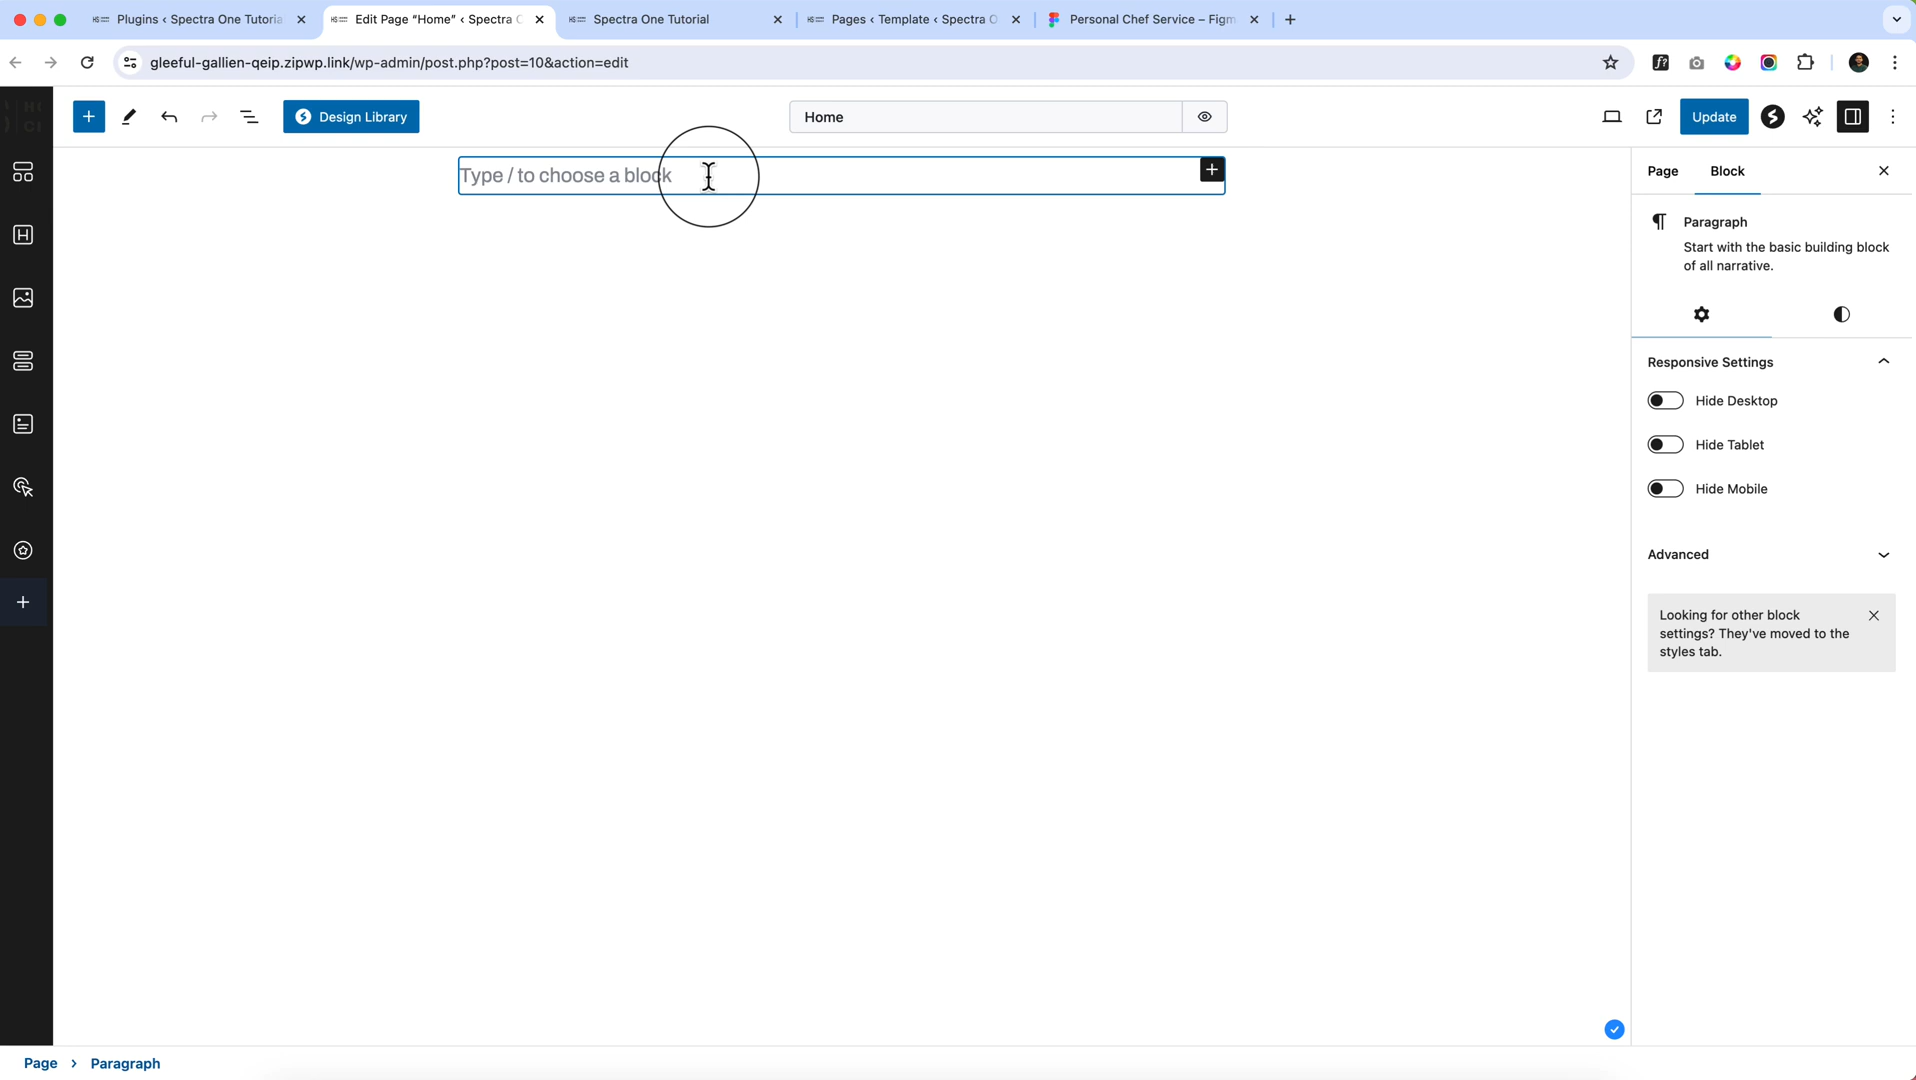 Plugins ‹ Spectra One Tutoria
Edit Page “Home” ‹ Spectra
Spectra One Tutorial
Pages ‹ Template ‹ Spectra O
Personal Chef Service – Figm
gleeful-gallien-qeip.zipwp.link/wp-admin/post.php?post=10&action=edit
Design Library
Home
Update
Type / to choose a block
Page
Block
Paragraph
Start with the basic building block
of all narrative.
Responsive Settings
Hide Desktop
Hide Tablet
Hide Mobile
Advanced
Looking for other block
settings? They've moved to the
styles tab.
Page › Paragraph